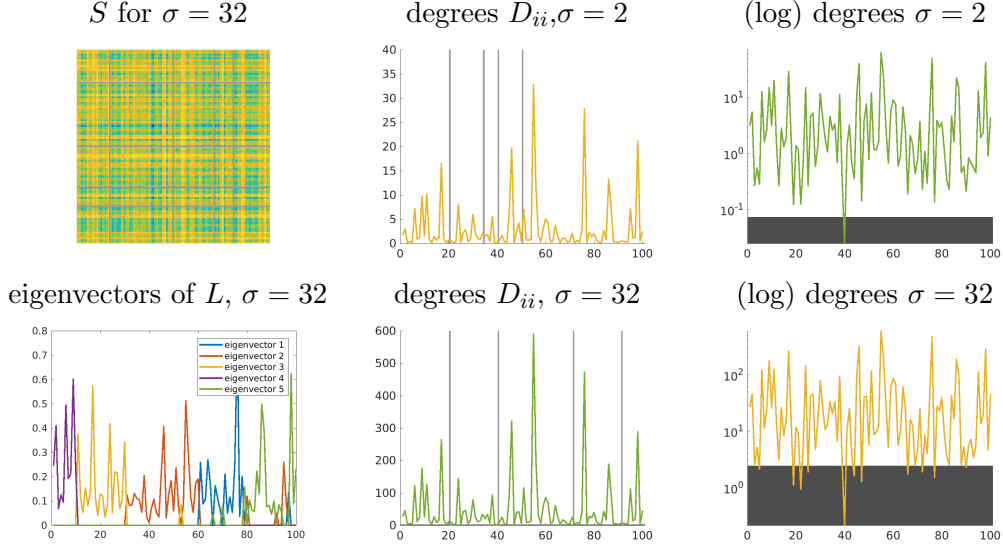 S for σ = 32
degrees D_{ii},σ = 2
(log) degrees σ = 2
40
35
30
25
20
15
10
5
0
0 20 40 60 80 100
10^1
10^0
10^{-1}
0 20 40 60 80 100
eigenvectors of L, σ = 32
degrees D_{ii}, σ = 32
(log) degrees σ = 32
0.8
0.7
0.6
0.5
0.4
0.3
0.2
0.1
0
0 20 40 60 80 100
eigenvector 1
eigenvector 2
eigenvector 3
eigenvector 4
eigenvector 5
600
500
400
300
200
100
0
0 20 40 60 80 100
10^2
10^1
10^0
0 20 40 60 80 100